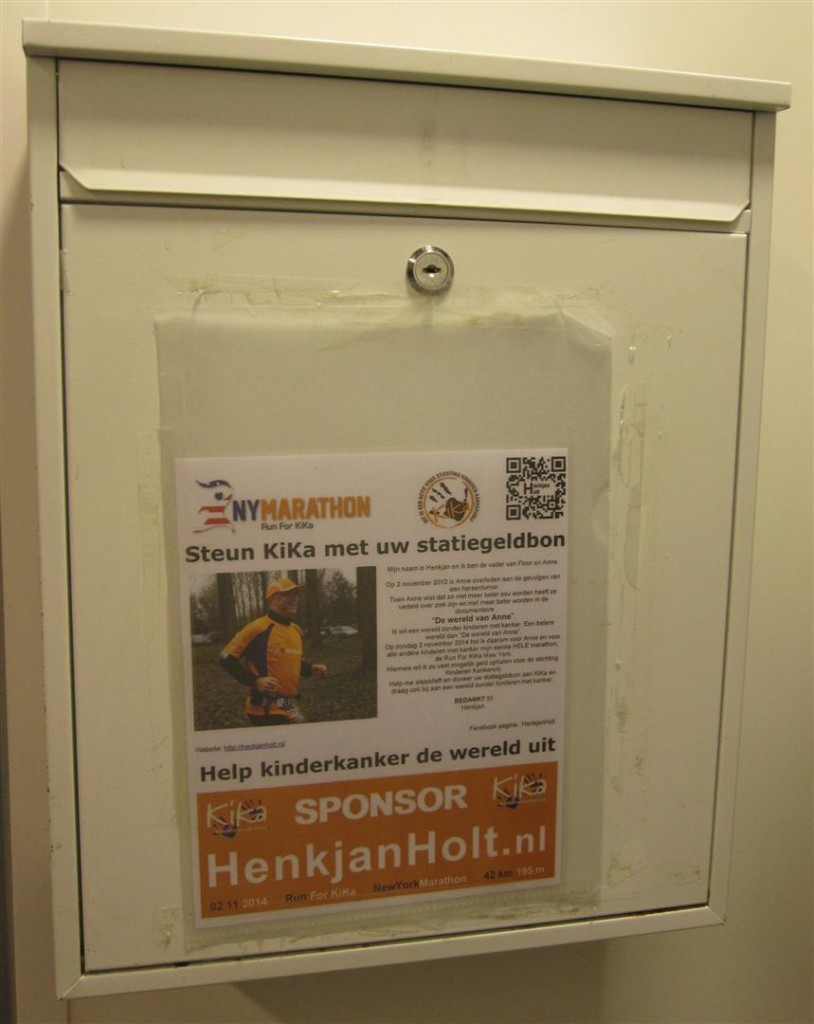 NYMARATHON
Run For KiKa
Henkjan
Holt
Steun KiKa met uw statiegeldbon
Mijn naam is Henkjan en ik ben de vader van Floor en Anne.
Op 2 november 2012 is Anne overleden aan de gevolgen van
een hersentumor.
Toen Anne wist dat ze niet meer beter zou worden heeft ze
verteld over ziek zijn en niet meer beter worden in de
documentaire
"De wereld van Anne".
Ik wil een wereld zonder kinderen met kanker. Een betere
wereld dan "De wereld van Anne".
Op zondag 2 november 2014 hol ik daarom voor Anne en voor
alle andere kinderen met kanker mijn eerste HELE marathon,
de Run For KiKa New York.
Hiermee wil ik zo veel mogelijk geld ophalen voor de stichting
Kinderen Kankervrij.
Help me alsjeblieft en doneer uw statiegeldbon aan KiKa en
draag ook bij aan een wereld zonder kinderen met kanker.
BEDANKT !!!
Henkjan.
Facebook pagina: HenkjanHolt
Website: http://henkjanholt.nl/
Help kinderkanker de wereld uit
KiKa SPONSOR KiKa
HenkjanHolt.nl
02 11 2014 Run For KiKa NewYorkMarathon 42 km 195 m